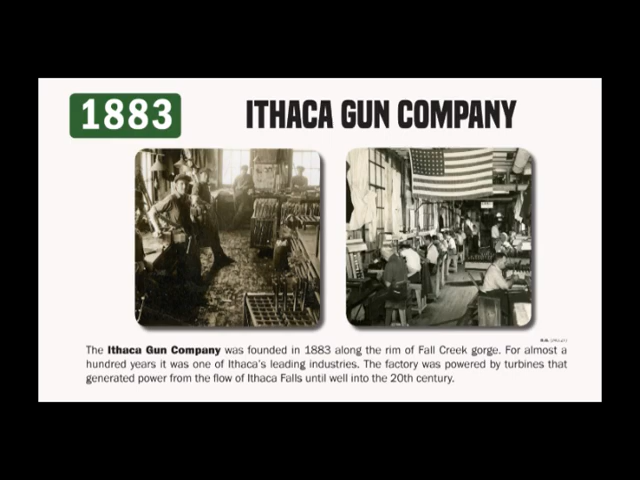 1883
ITHACA GUN COMPANY
The Ithaca Gun Company was founded in 1883 along the rim of Fall Creek gorge. For almost a
hundred years it was one of Ithaca's leading industries. The factory was powered by turbines that
generated power from the flow of Ithaca Falls until well into the 20th century.